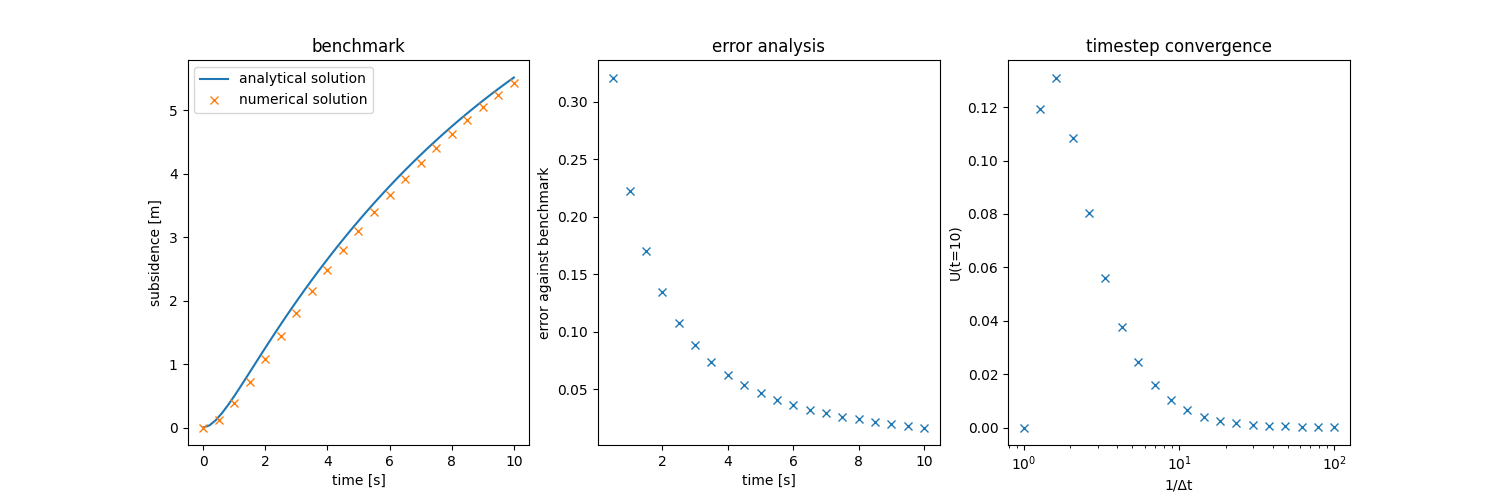 benchmark
analytical solution
numerical solution
subsidence [m]
5
4
3
2
1
0
0 2 4 6 8 10
time [s]
error analysis
error against benchmark
0.30
0.25
0.20
0.15
0.10
0.05
2 4 6 8 10
time [s]
timestep convergence
U(t=10)
0.12
0.10
0.08
0.06
0.04
0.02
0.00
10⁰ 10¹ 10²
1/Δt